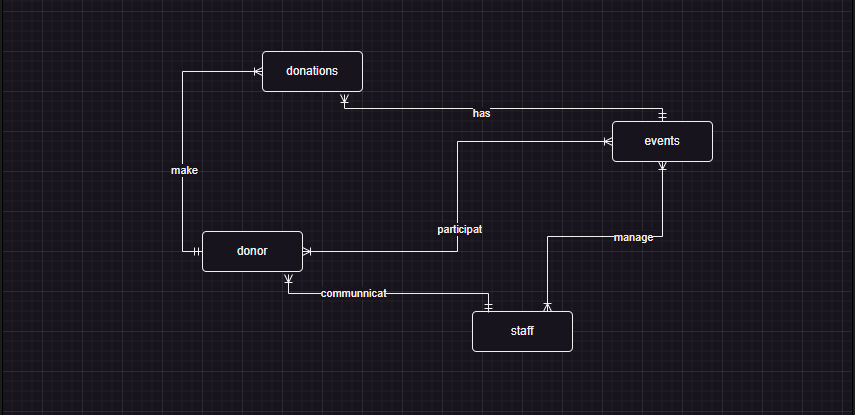 donations
has
events
make
participat
manage
donor
communnicat
staff